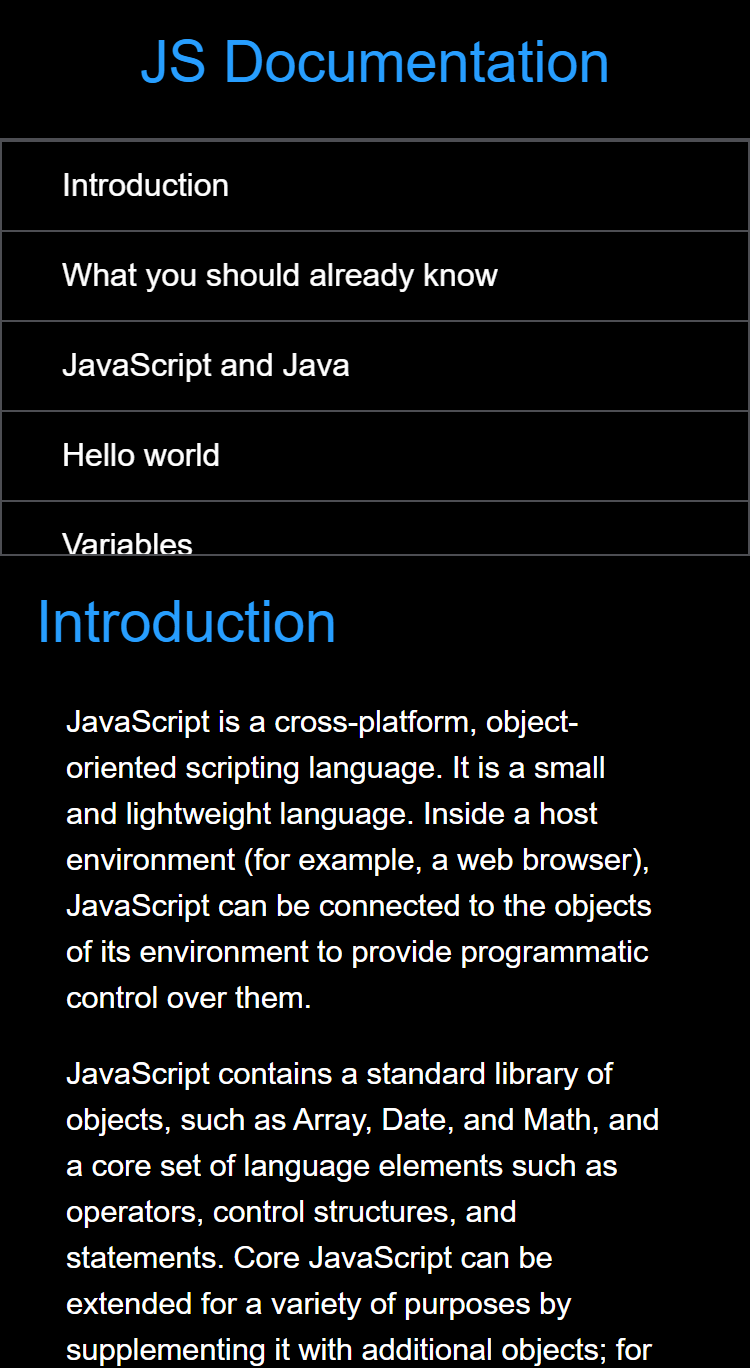 JS Documentation
Introduction
What you should already know
JavaScript and Java
Hello world
Variables
Introduction
JavaScript is a cross-platform, object-
oriented scripting language. It is a small
and lightweight language. Inside a host
environment (for example, a web browser),
JavaScript can be connected to the objects
of its environment to provide programmatic
control over them.
JavaScript contains a standard library of
objects, such as Array, Date, and Math, and
a core set of language elements such as
operators, control structures, and
statements. Core JavaScript can be
extended for a variety of purposes by
supplementing it with additional objects; for